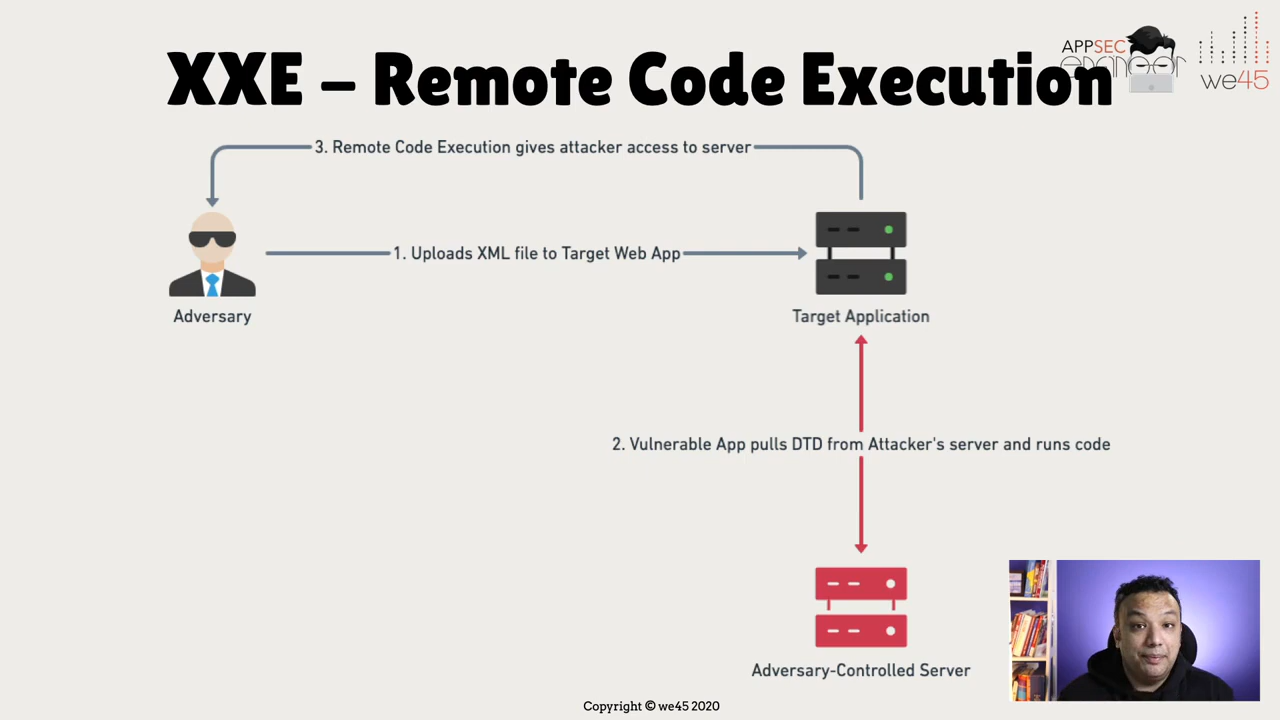 XXE – Remote Code Execution
APPSEC
engineer
we45
3. Remote Code Execution gives attacker access to server
1. Uploads XML file to Target Web App
Adversary
Target Application
2. Vulnerable App pulls DTD from Attacker's server and runs code
Adversary-Controlled Server
Copyright © we45 2020